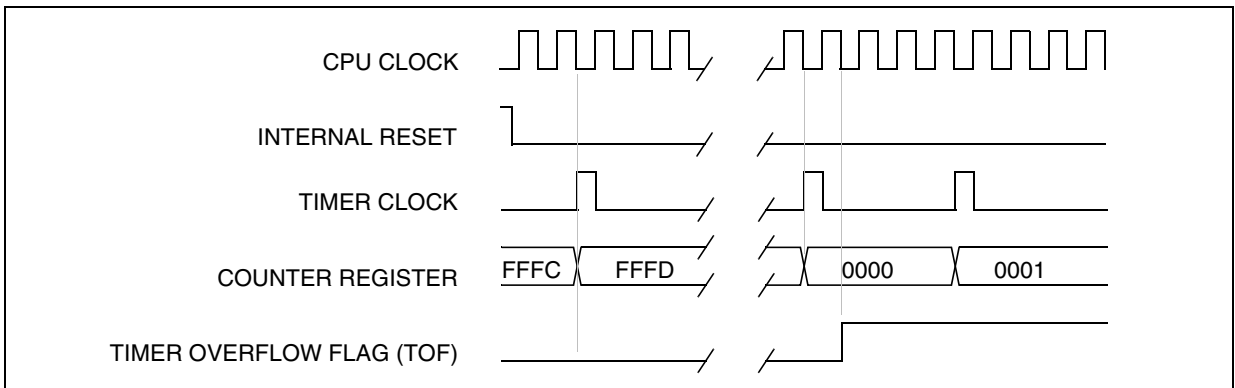 CPU CLOCK
INTERNAL RESET
TIMER CLOCK
COUNTER REGISTER
FFFC
FFFD
0000
0001
TIMER OVERFLOW FLAG (TOF)